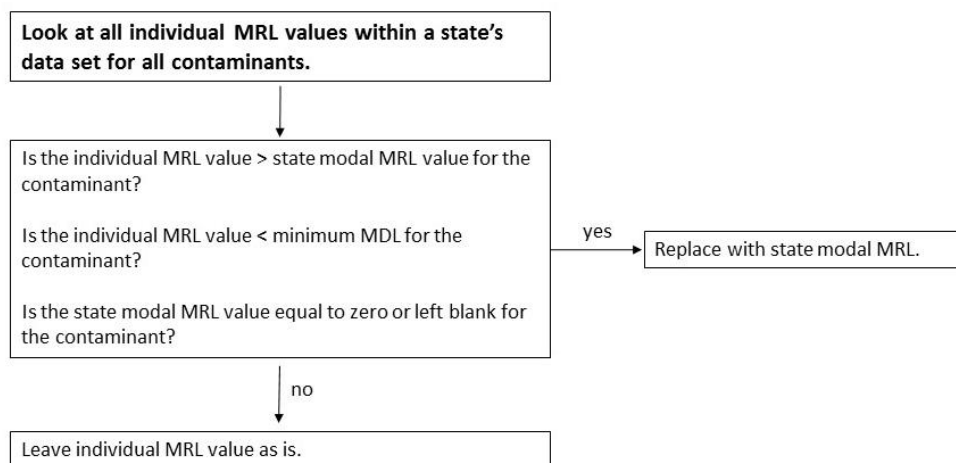 Look at all individual MRL values within a state's
data set for all contaminants.
Is the individual MRL value > state modal MRL value for the
contaminant?
Is the individual MRL value < minimum MDL for the
contaminant?
Is the state modal MRL value equal to zero or left blank for
the contaminant?
yes
Replace with state modal MRL.
no
Leave individual MRL value as is.